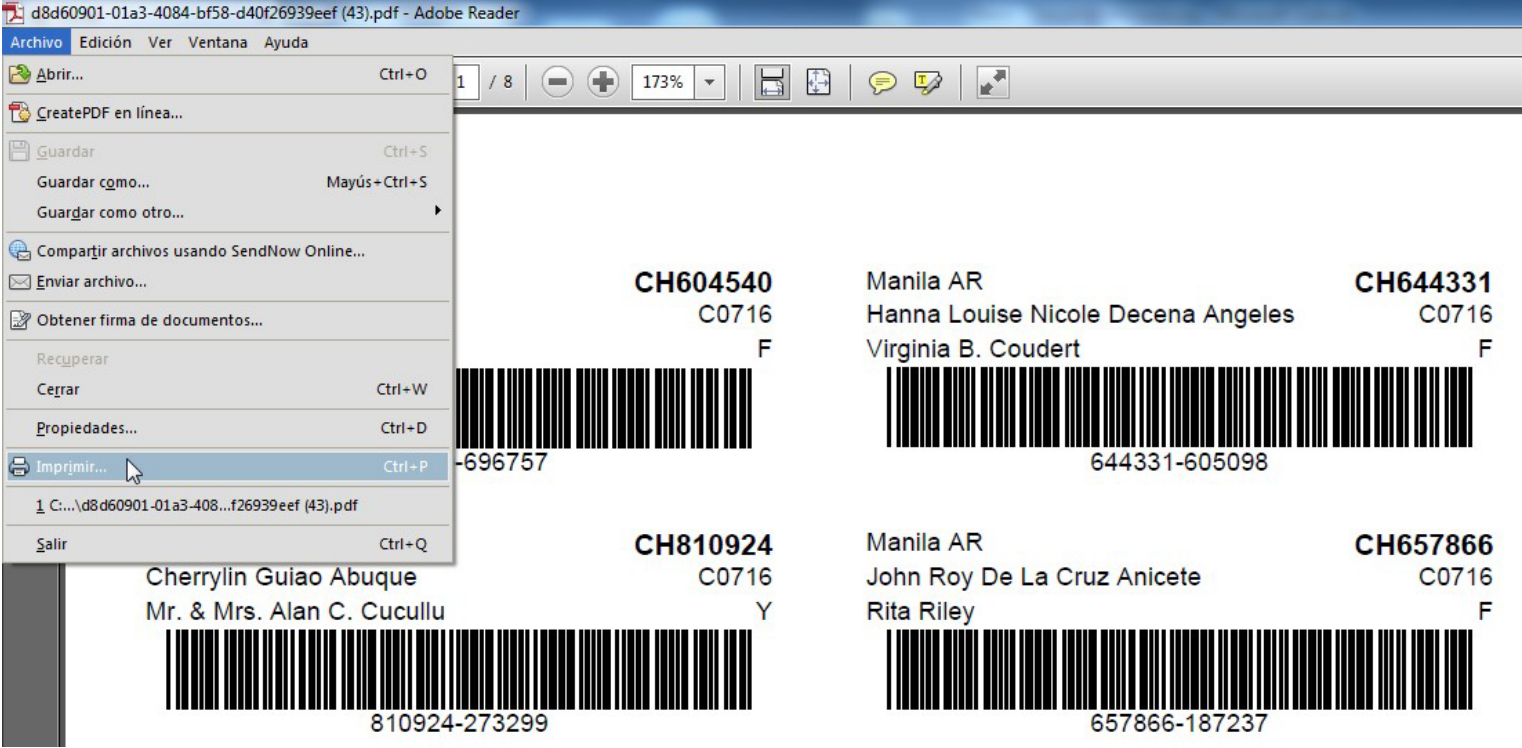 d8d60901-01a3-4084-bf58-d40f26939eef (43).pdf - Adobe Reader
Archivo Edición Ver Ventana Ayuda
Abrir... Ctrl+O
1 / 8 173%
CreatePDF en línea...
Guardar Ctrl+S
Guardar como... Mayús+Ctrl+S
Guardar como otro...
Compartir archivos usando SendNow Online...
Enviar archivo...
Obtener firma de documentos...
Recuperar
Cerrar Ctrl+W
Propiedades... Ctrl+D
Imprimir... Ctrl+P
1 C:...\d8d60901-01a3-408...f26939eef (43).pdf
Salir Ctrl+Q
CH604540
C0716
F
-696757
Manila AR CH644331
Hanna Louise Nicole Decena Angeles C0716
Virginia B. Coudert F
644331-605098
CH810924
Cherrylin Guiao Abuque C0716
Mr. & Mrs. Alan C. Cucullu Y
810924-273299
Manila AR CH657866
John Roy De La Cruz Anicete C0716
Rita Riley F
657866-187237